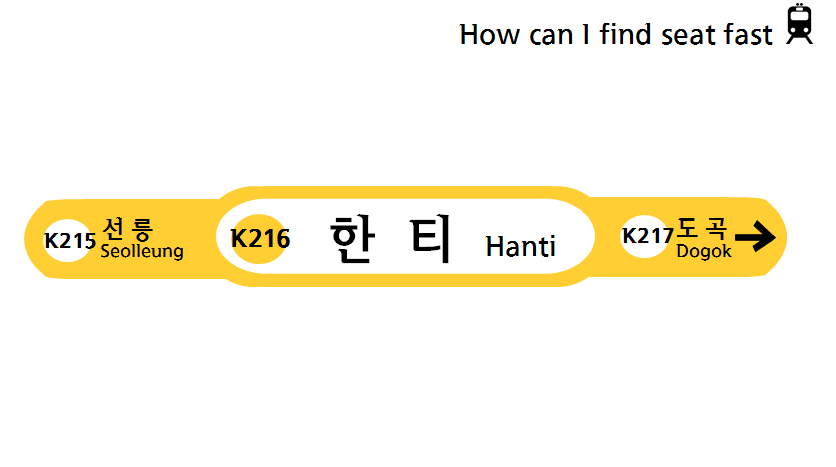 How can I find seat fast
K215 선 릉
Seolleung
K216 한 티 Hanti
K217 도 곡
Dogok